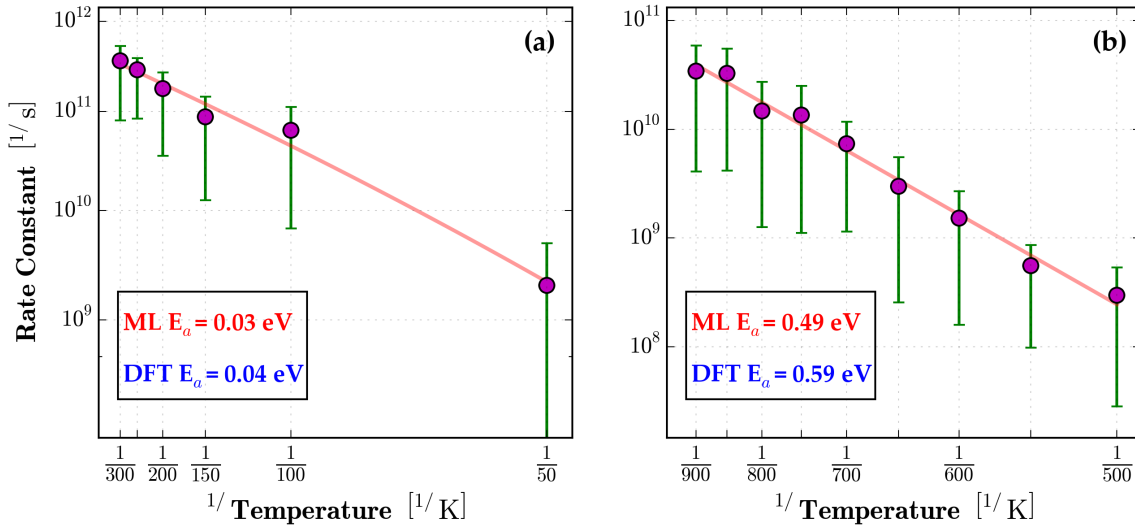 (a)
Rate Constant [1/s]
10^12
10^11
10^10
10^9
ML E_a = 0.03 eV
DFT E_a = 0.04 eV
1/300 1/200 1/150 1/100 1/50
1/Temperature [1/K]
(b)
10^11
10^10
10^9
10^8
ML E_a = 0.49 eV
DFT E_a = 0.59 eV
1/900 1/800 1/700 1/600 1/500
1/Temperature [1/K]